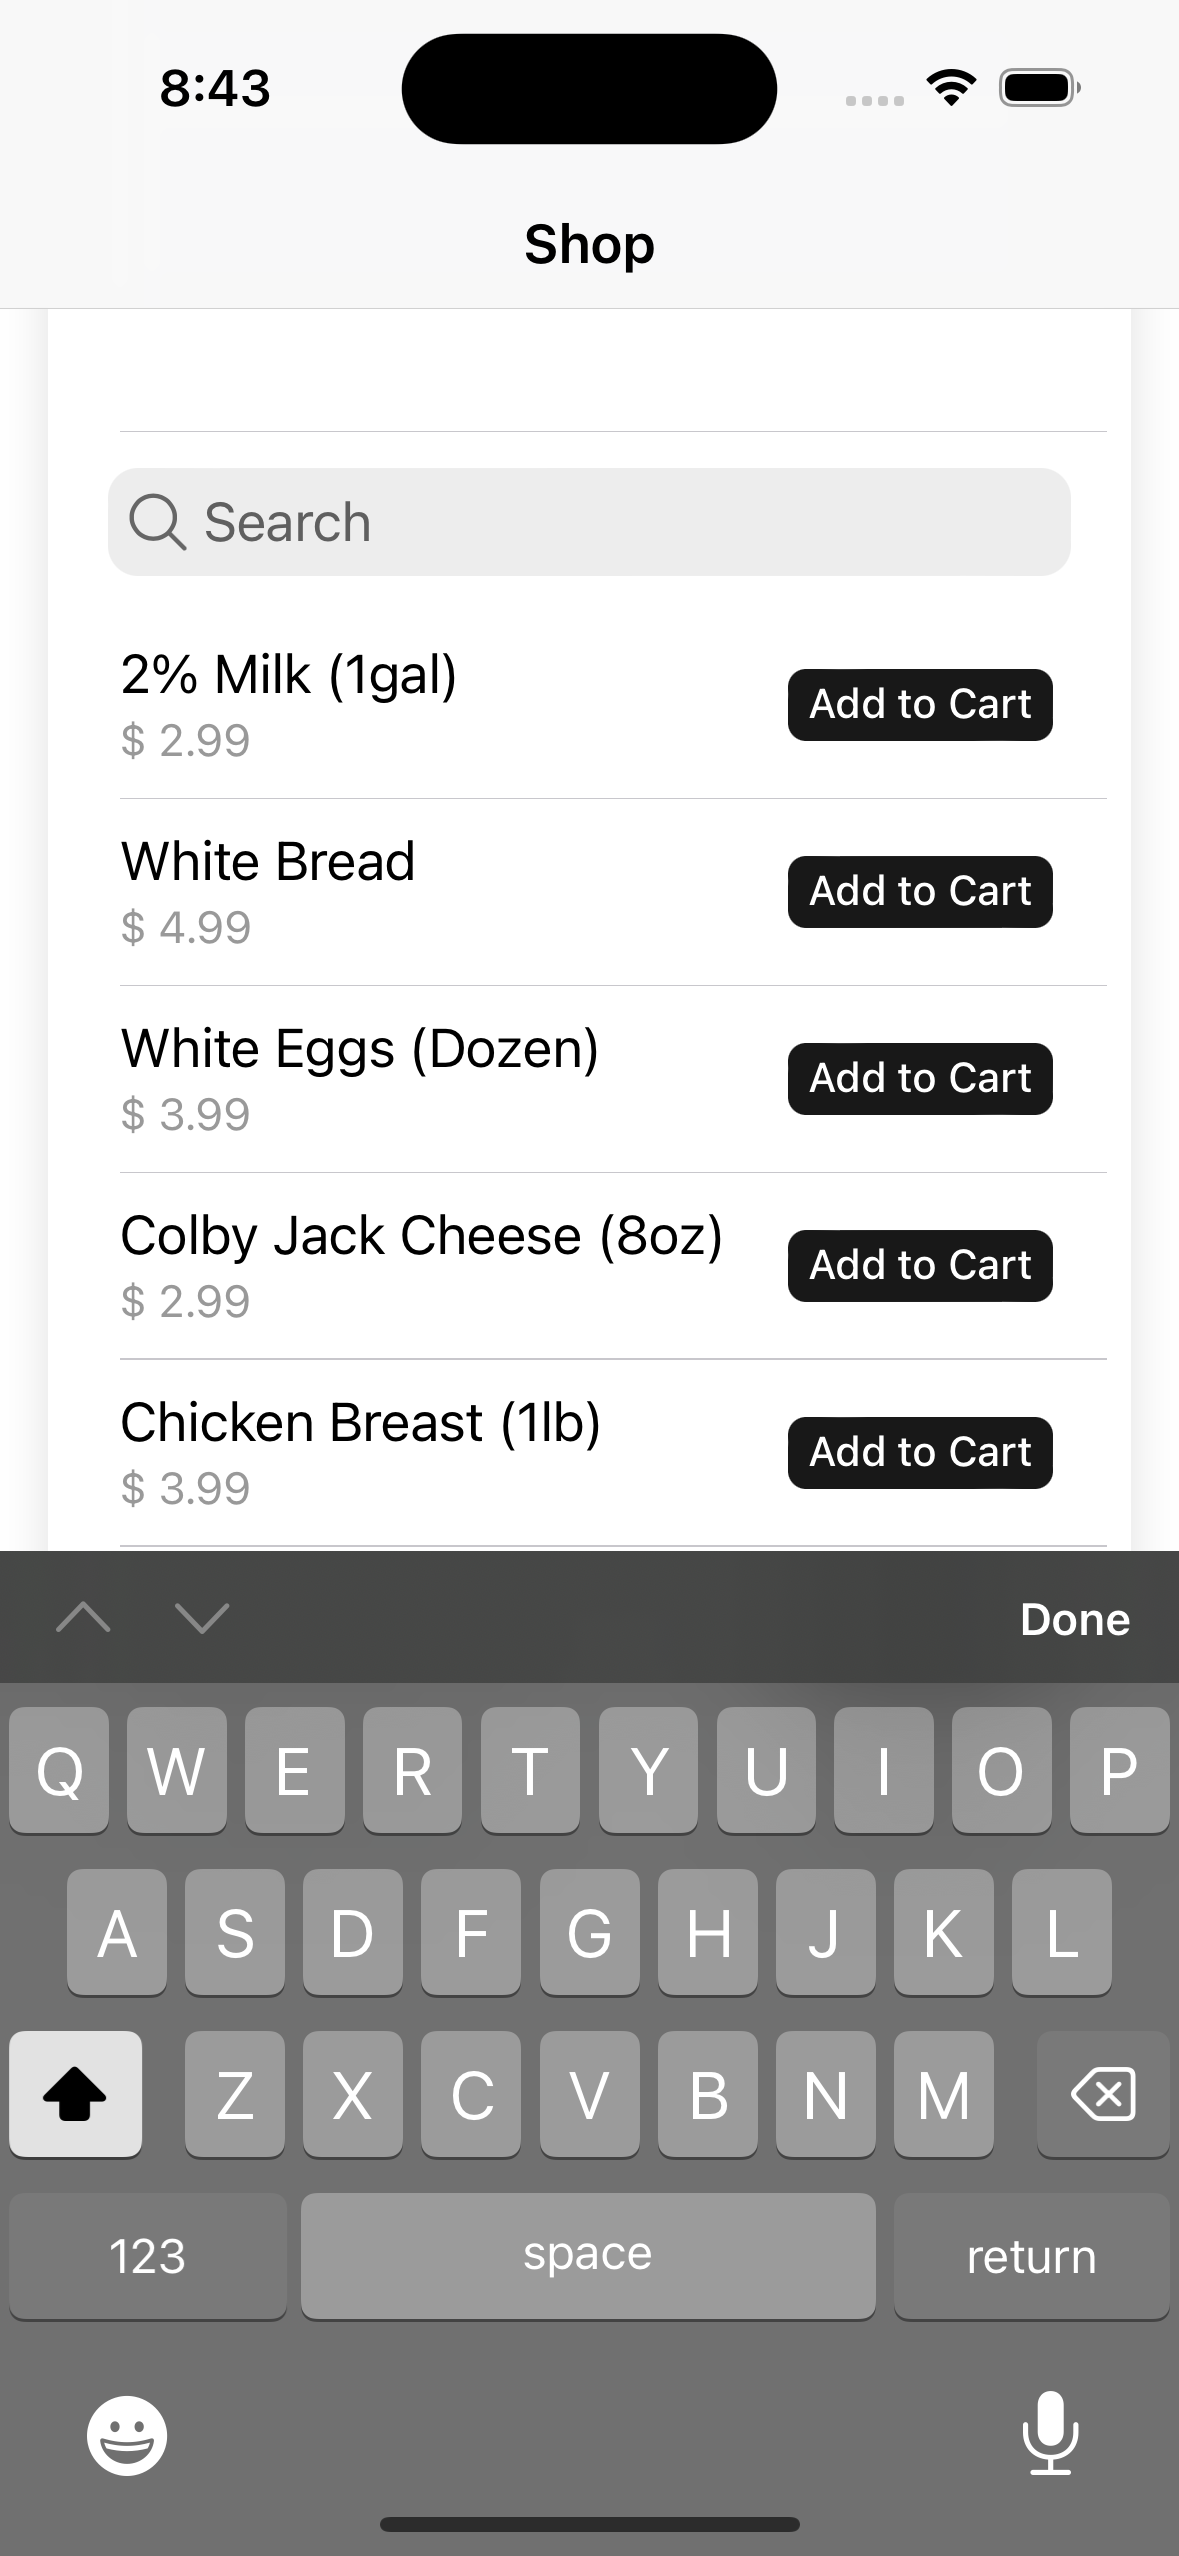 8:43
Shop
Search
2% Milk (1gal)
$ 2.99
Add to Cart
White Bread
$ 4.99
Add to Cart
White Eggs (Dozen)
$ 3.99
Add to Cart
Colby Jack Cheese (8oz)
$ 2.99
Add to Cart
Chicken Breast (1lb)
$ 3.99
Add to Cart
Done
Q W E R T Y U I O P
A S D F G H J K L
Z X C V B N M
123 space return